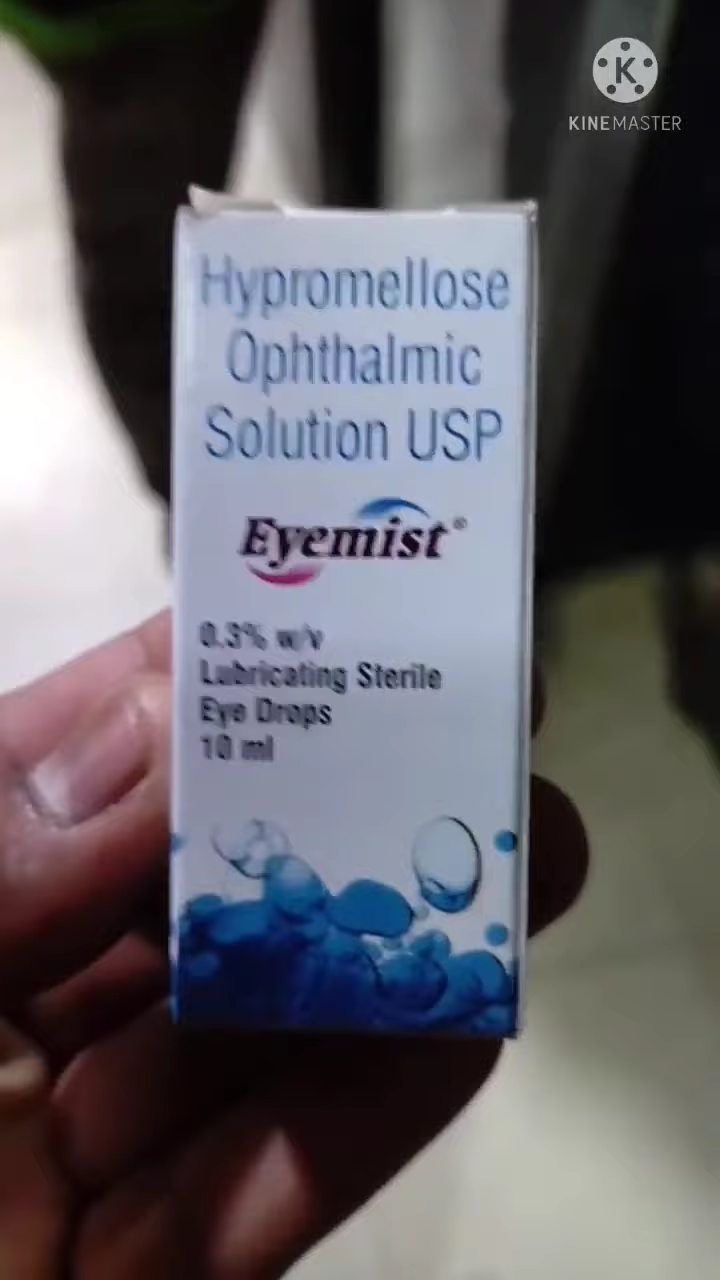 K
KINEMASTER
Hypromellose
Ophthalmic
Solution USP
Eyemist®
0.3% w/v
Lubricating Sterile
Eye Drops
10 ml